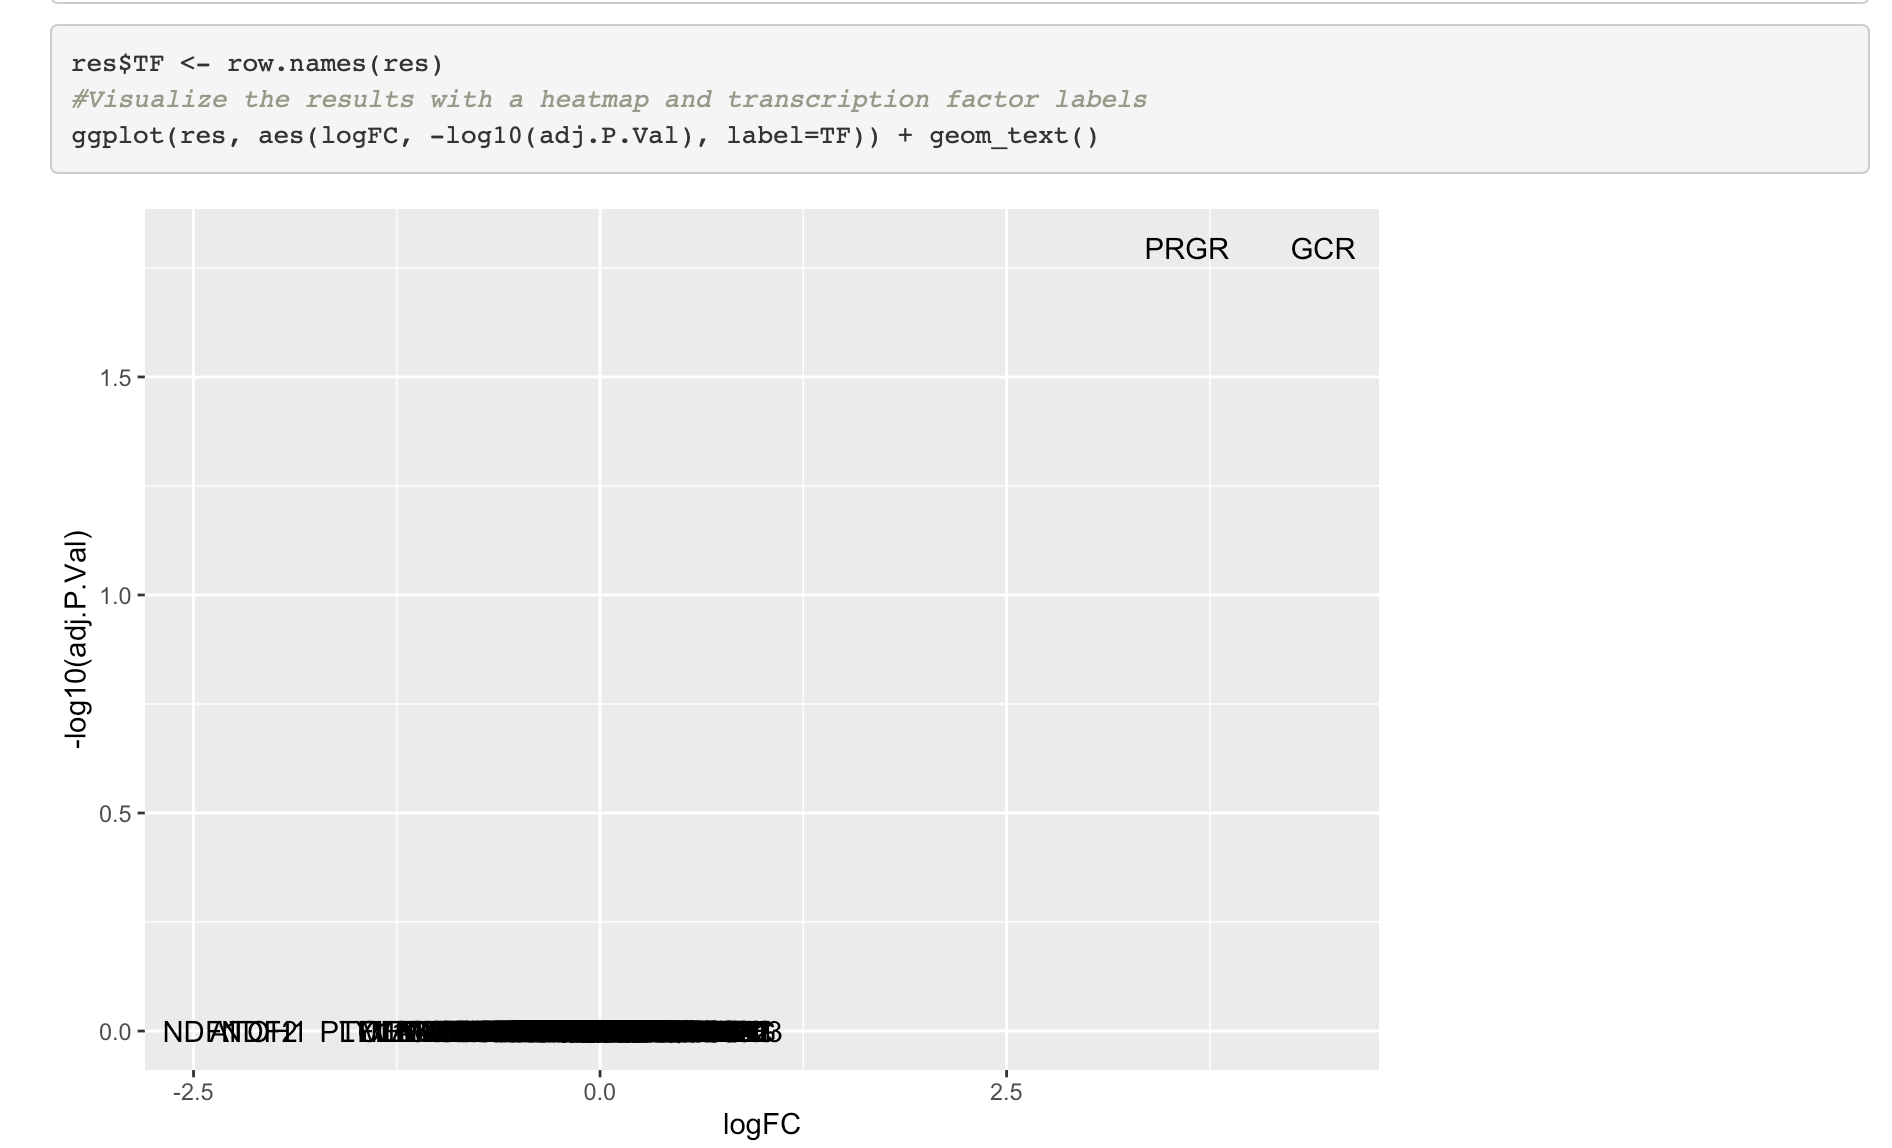 res$TF <- row.names(res)
#Visualize the results with a heatmap and transcription factor labels
ggplot(res, aes(logFC, -log10(adj.P.Val), label=TF)) + geom_text()
PRGR GCR
1.5
-log10(adj.P.Val)
1.0
0.5
0.0
-2.5 0.0 2.5
logFC